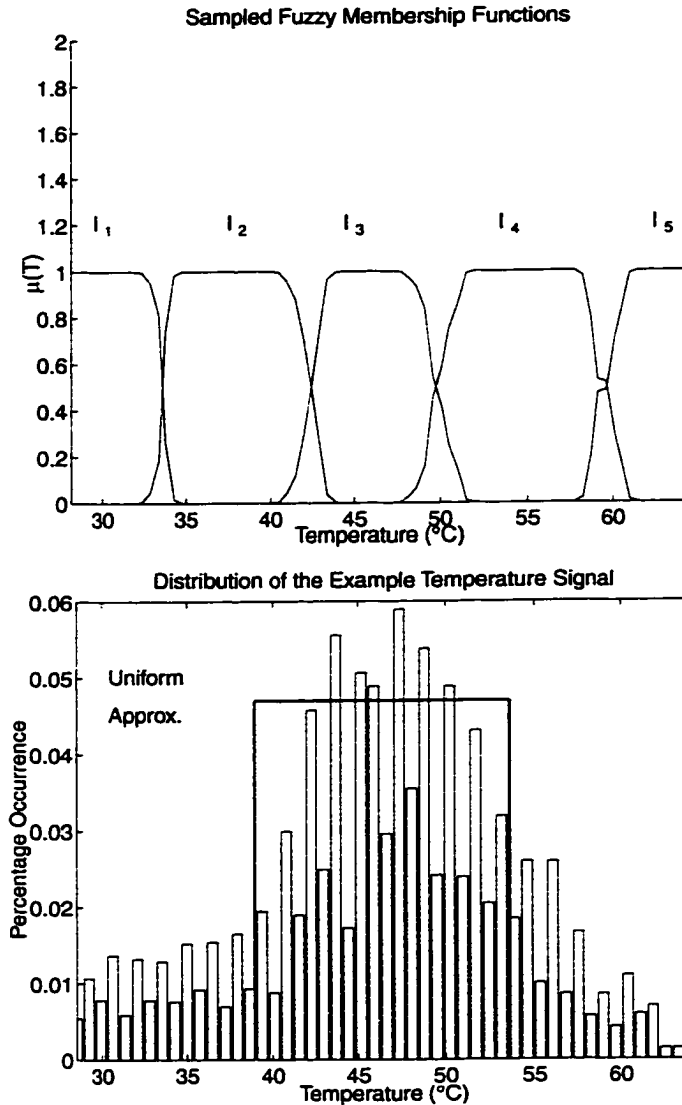 Sampled Fuzzy Membership Functions
2
1.8
1.6
1.4
1.2
1
0.8
0.6
0.4
0.2
0
μ(T)
I1 I2 I3 I4 I5
30 35 40 45 50 55 60
Temperature (°C)
Distribution of the Example Temperature Signal
0.06
0.05
0.04
0.03
0.02
0.01
0
Percentage Occurrence
Uniform
Approx.
30 35 40 45 50 55 60
Temperature (°C)